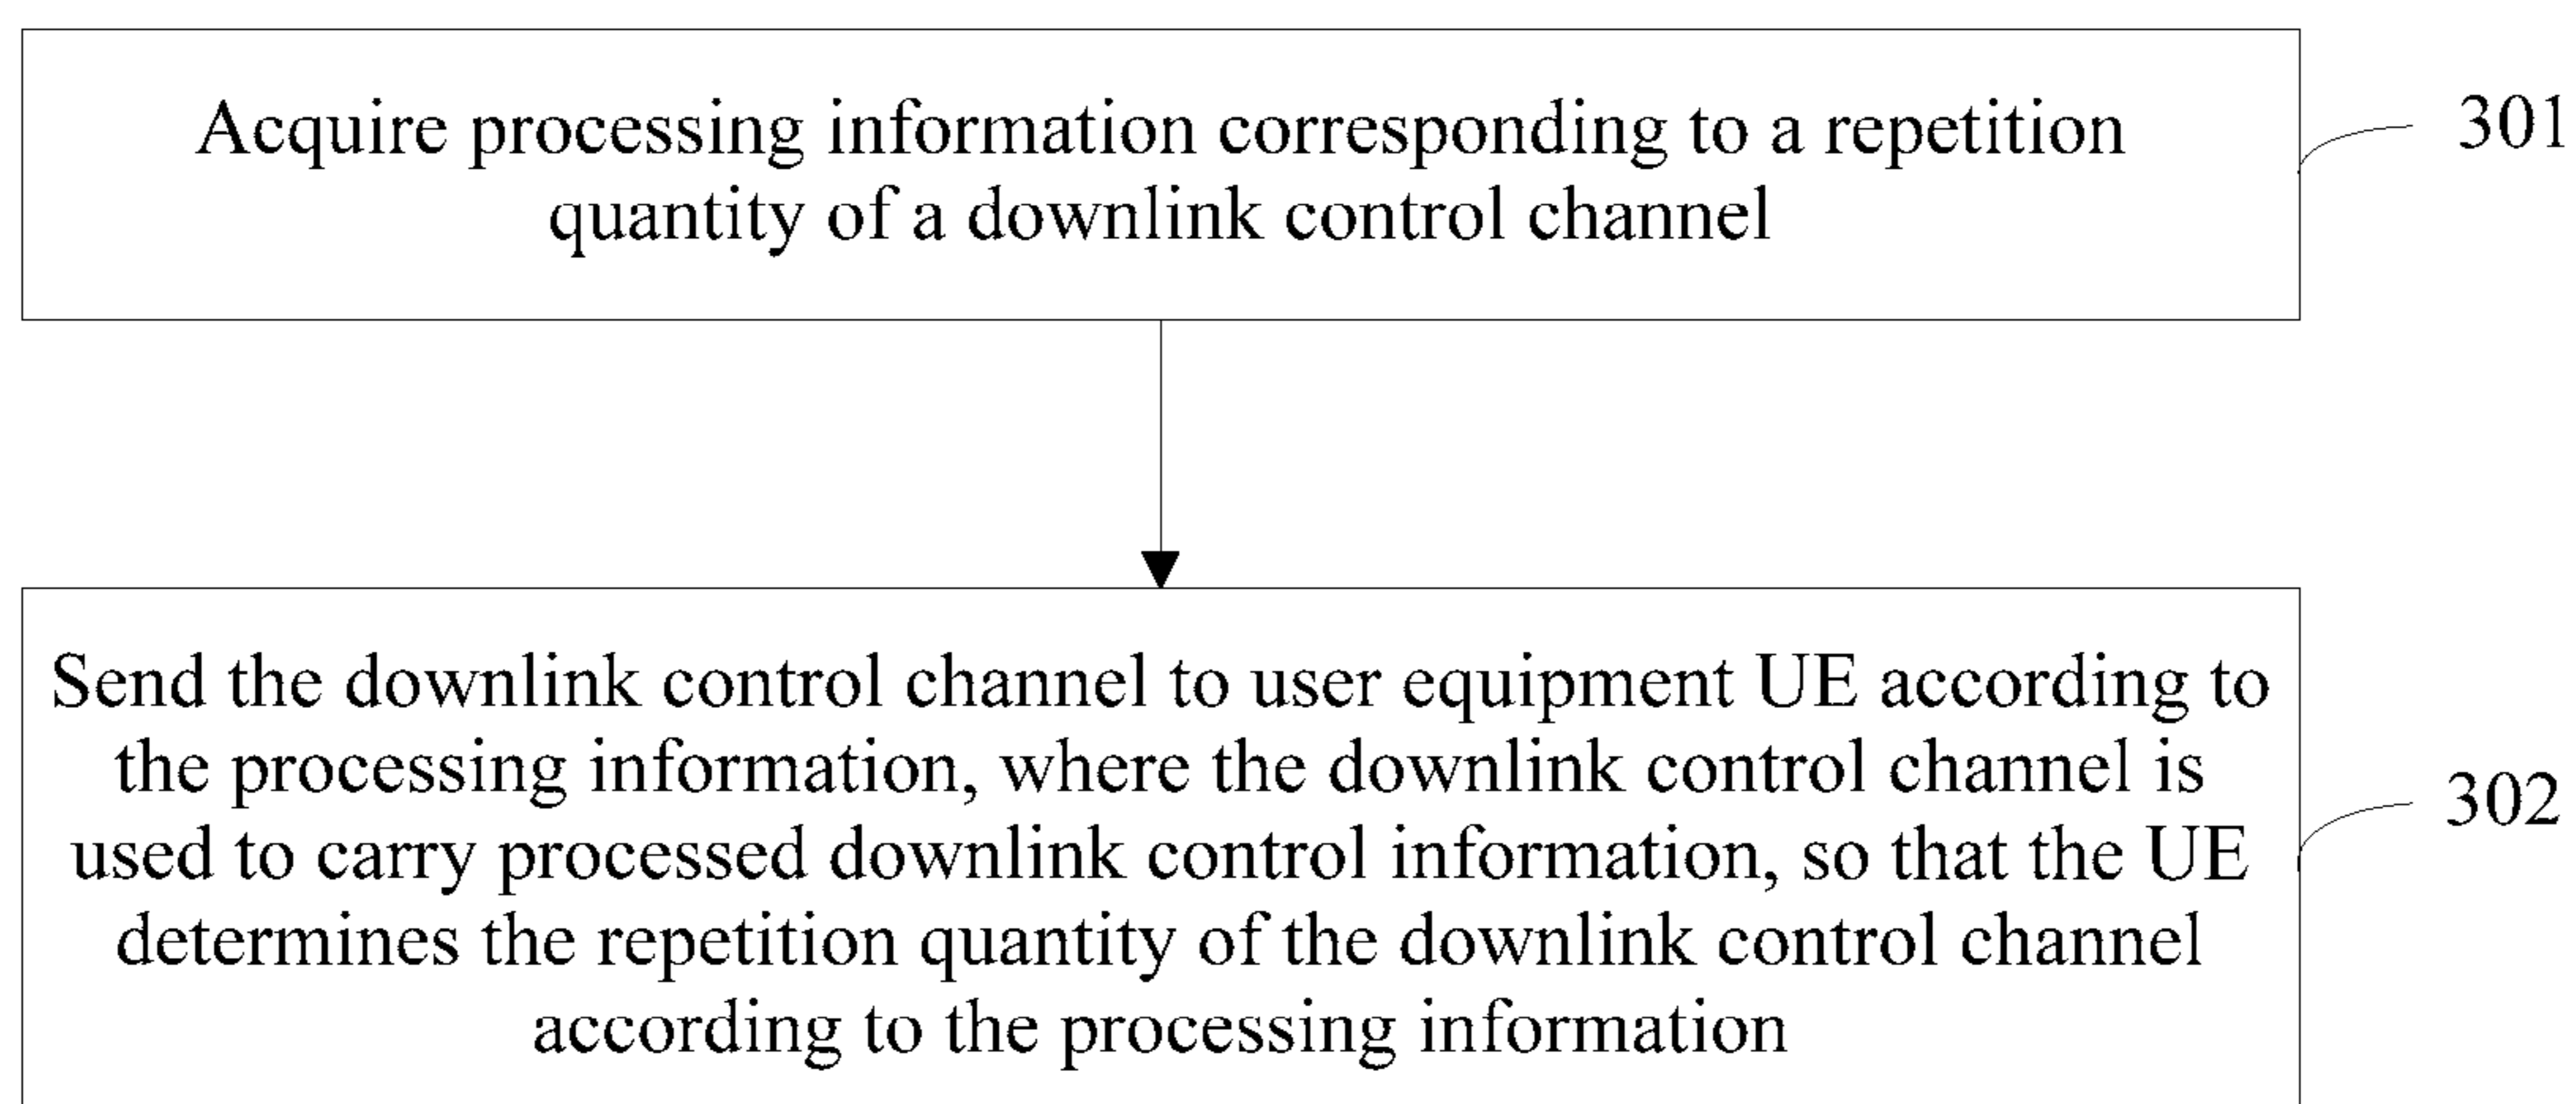 Acquire processing information corresponding to a repetition
quantity of a downlink control channel
301
Send the downlink control channel to user equipment UE according to
the processing information, where the downlink control channel is
used to carry processed downlink control information, so that the UE
determines the repetition quantity of the downlink control channel
according to the processing information
302